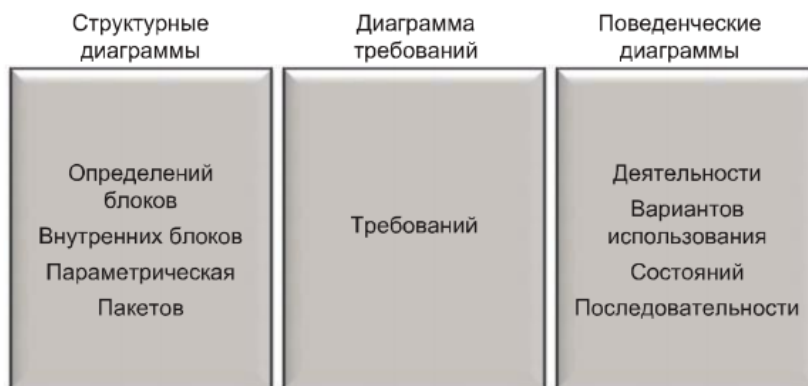 Структурные
диаграммы
Определений
блоков
Внутренних блоков
Параметрическая
Пакетов
Диаграмма
требований
Требований
Поведенческие
диаграммы
Деятельности
Вариантов
использования
Состояний
Последовательности